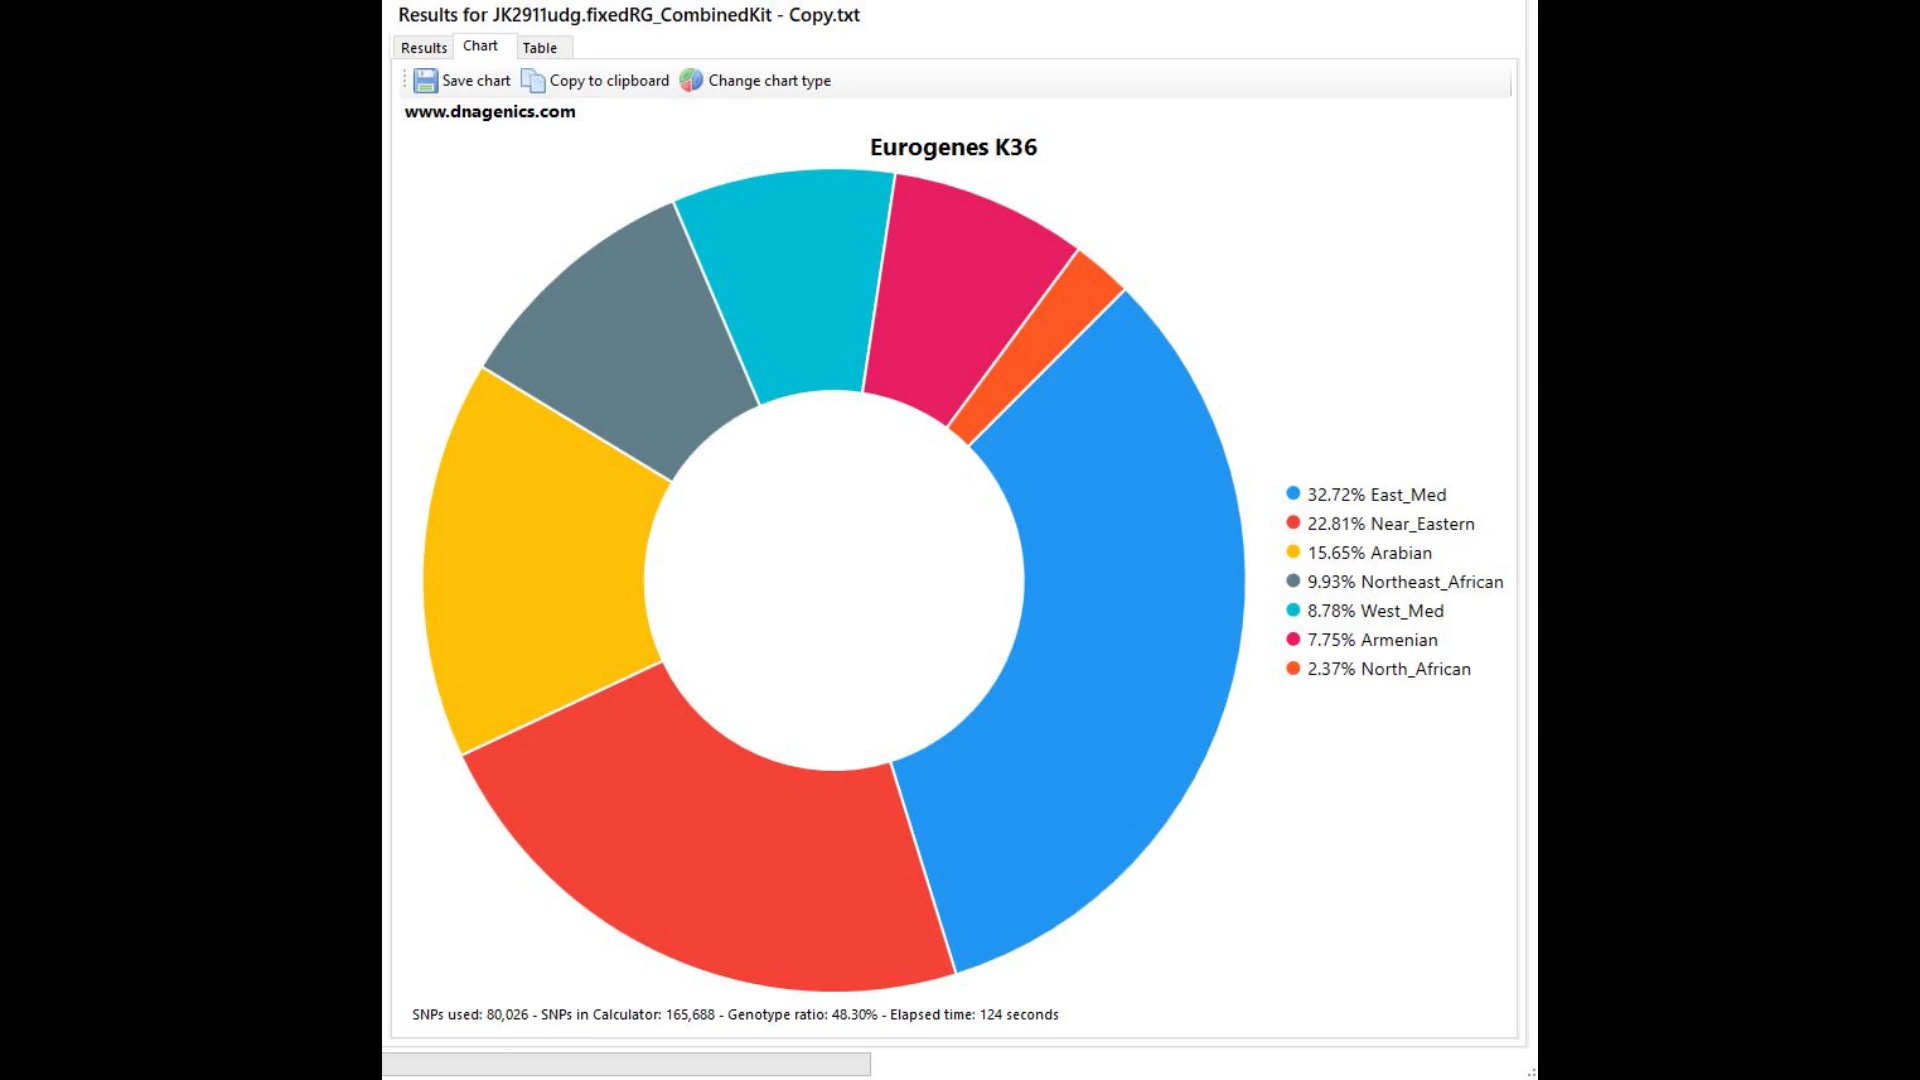 Results for JK2911udg.fixedRG_CombinedKit - Copy.txt
Results Chart Table
Save chart Copy to clipboard Change chart type
www.dnagenics.com
Eurogenes K36
32.72% East_Med
22.81% Near_Eastern
15.65% Arabian
9.93% Northeast_African
8.78% West_Med
7.75% Armenian
2.37% North_African
SNPs used: 80,026 - SNPs in Calculator: 165,688 - Genotype ratio: 48.30% - Elapsed time: 124 seconds